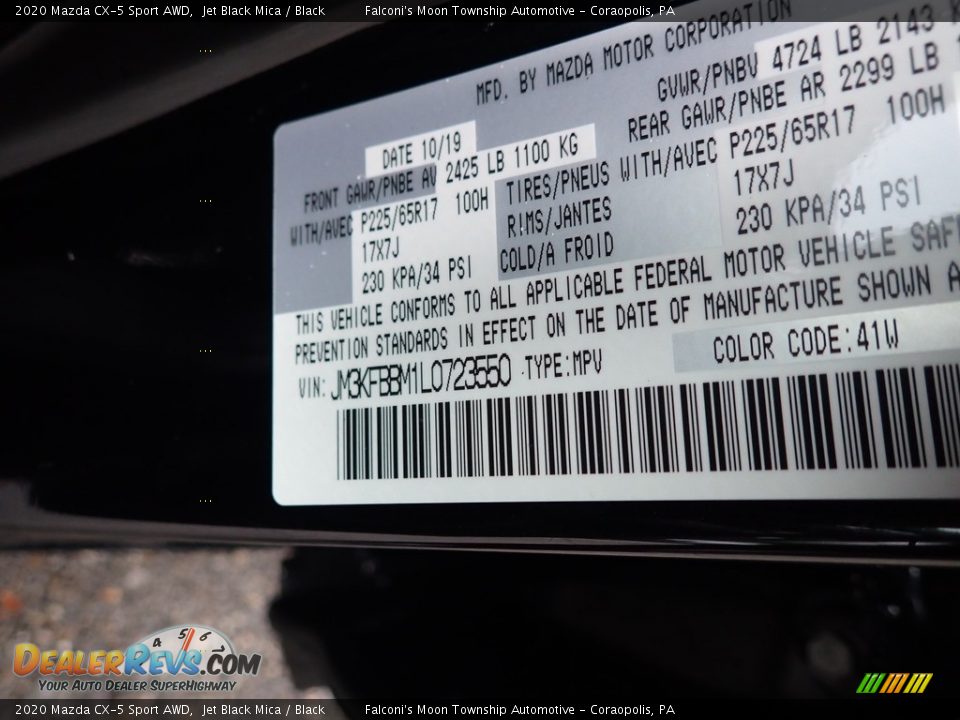 2020 Mazda CX-5 Sport AWD, Jet Black Mica / Black Falconi's Moon Township Automotive - Coraopolis, PA
MFD. BY MAZDA MOTOR CORPORATION
DATE 10/19 GVWR/PNBV 4724 LB 2143
FRONT GAWR/PNBE AV 2425 LB 1100 KG REAR GAWR/PNBE AR 2299 LB
WITH/AVEC P225/65R17 100H TIRES/PNEUS WITH/AVEC P225/65R17 100H
17X7J RIMS/JANTES 17X7J
230 KPA/34 PSI COLD/A FROID 230 KPA/34 PSI
THIS VEHICLE CONFORMS TO ALL APPLICABLE FEDERAL MOTOR VEHICLE SAFE
PREVENTION STANDARDS IN EFFECT ON THE DATE OF MANUFACTURE SHOWN A
VIN: JM3KFBBM1L0723550 TYPE:MPV COLOR CODE:41W
DEALERREVS.COM
YOUR AUTO DEALER SUPERHIGHWAY
2020 Mazda CX-5 Sport AWD, Jet Black Mica / Black Falconi's Moon Township Automotive - Coraopolis, PA